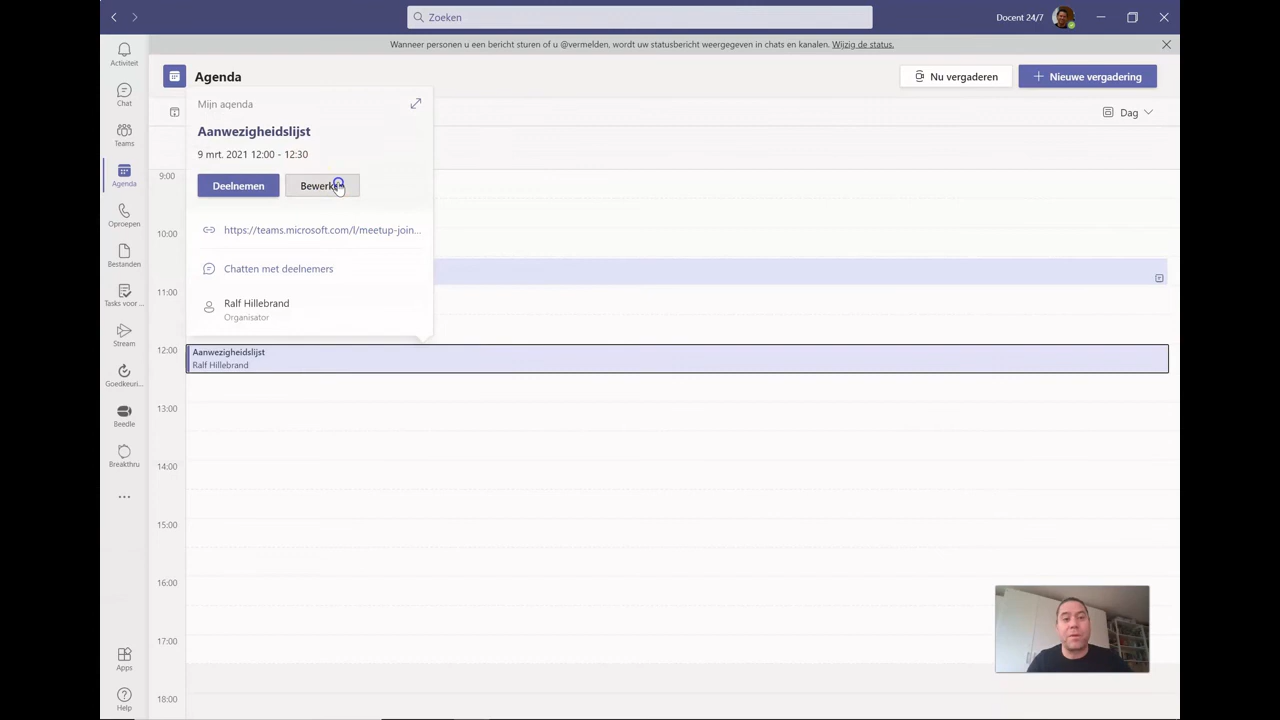 Zoeken
Docent 24/7
Wanneer personen u een bericht sturen of u @vermelden, wordt uw statusbericht weergegeven in chats en kanalen. Wijzig de status.
Activiteit
Chat
Teams
Agenda
Oproepen
Bestanden
Tasks voor ...
Stream
Goedkeuri...
Beedle
Breakthru
...
Apps
Help
Agenda
Nu vergaderen
Nieuwe vergadering
Dag
Mijn agenda
Aanwezigheidslijst
9 mrt. 2021 12:00 - 12:30
Deelnemen
Bewerken
https://teams.microsoft.com/l/meetup-join...
Chatten met deelnemers
Ralf Hillebrand
Organisator
9:00
10:00
11:00
12:00
Aanwezigheidslijst
Ralf Hillebrand
13:00
14:00
15:00
16:00
17:00
18:00